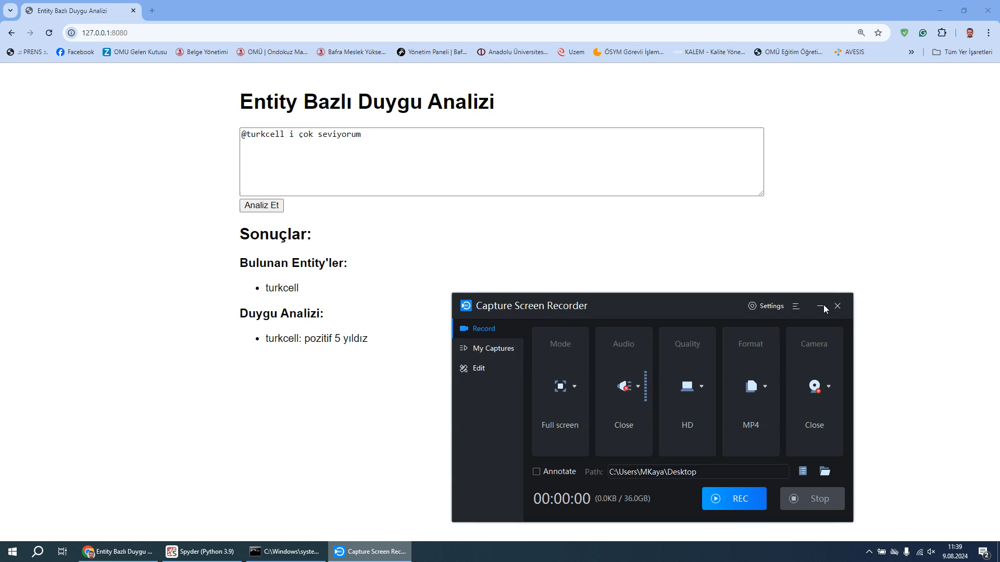 Entity Bazlı Duygu Analizi
127.0.0.1:8080
.:: PRENS ::.
Facebook
OMU Gelen Kutusu
Belge Yönetimi
OMÜ | Ondokuz Ma...
Bafra Meslek Yükse...
Yönetim Paneli | Baf...
Anadolu Üniversites...
Uzem
ÖSYM Görevli İşlem...
KALEM - Kalite Yöne...
OMÜ Eğitim Öğreti...
AVESIS
Tüm Yer İşaretleri
Entity Bazlı Duygu Analizi
@turkcell i çok seviyorum
Analiz Et
Sonuçlar:
Bulunan Entity'ler:
• turkcell
Duygu Analizi:
• turkcell: pozitif 5 yıldız
Capture Screen Recorder
Settings
Record
My Captures
Edit
Mode
Audio
Quality
Format
Camera
Full screen
Close
HD
MP4
Close
Annotate
Path:
C:\Users\MKaya\Desktop
00:00:00 (0.0KB / 36.0GB)
REC
Stop
Entity Bazlı Duygu ...
Spyder (Python 3.9)
C:\Windows\syste...
Capture Screen Rec...
11:39
9.08.2024
2